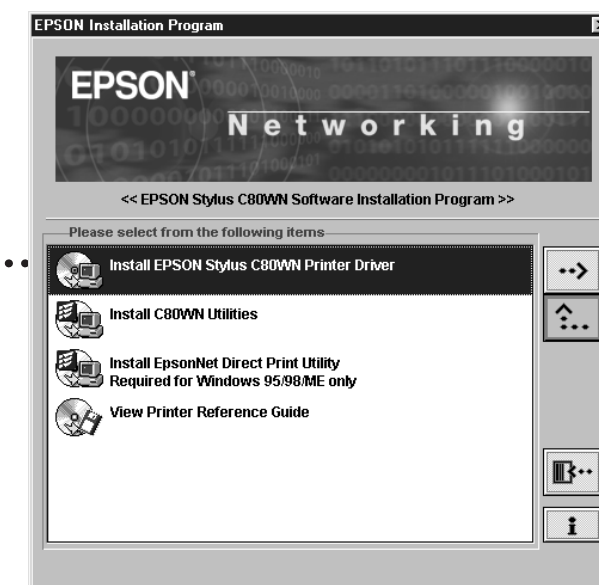 EPSON Installation Program
EPSON
Networking
<< EPSON Stylus C80WN Software Installation Program >>
Please select from the following items
Install EPSON Stylus C80WN Printer Driver
Install C80WN Utilities
Install EpsonNet Direct Print Utility
Required for Windows 95/98/ME only
View Printer Reference Guide